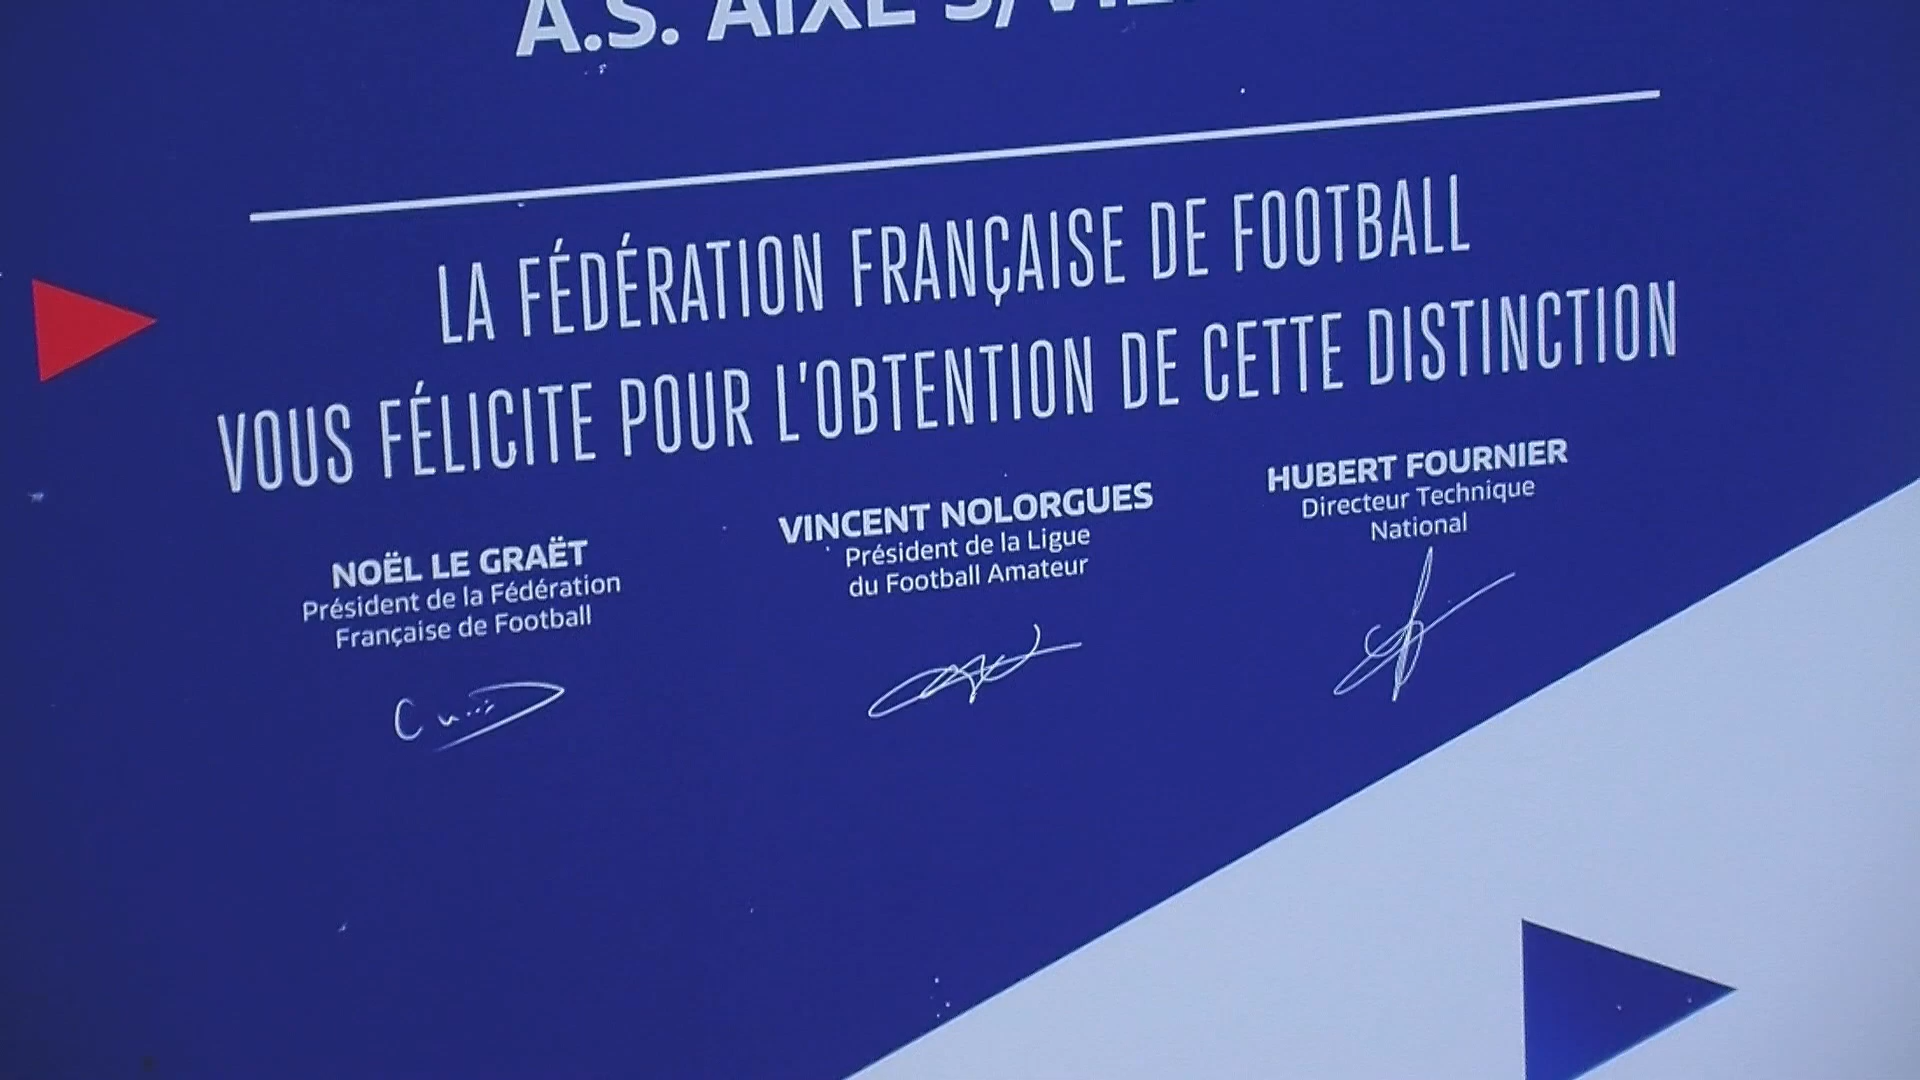 A.S. AIXE S/
LA FÉDÉRATION FRANÇAISE DE FOOTBALL
VOUS FÉLICITE POUR L'OBTENTION DE CETTE DISTINCTION
NOËL LE GRAËT
Président de la Fédération
Française de Football
VINCENT NOLORGUES
Président de la Ligue
du Football Amateur
HUBERT FOURNIER
Directeur Technique
National